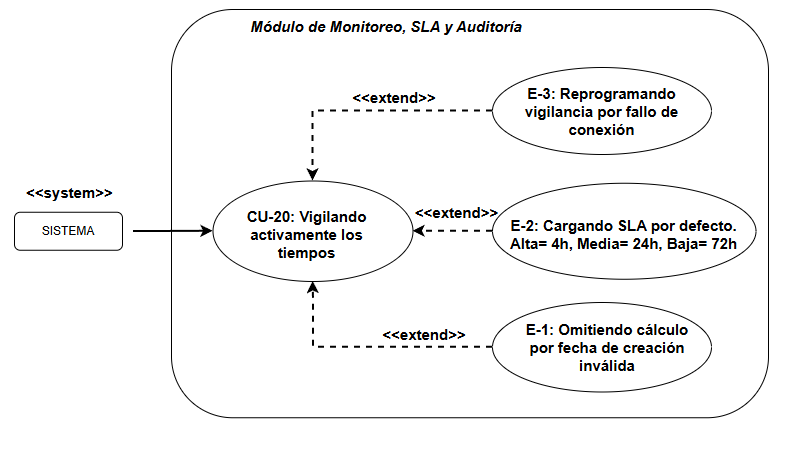 Módulo de Monitoreo, SLA y Auditoría
E-3: Reprogramando
vigilancia por fallo de
conexión
<<extend>>
<<system>>
SISTEMA
CU-20: Vigilando
activamente los
tiempos
<<extend>>
E-2: Cargando SLA por defecto.
Alta= 4h, Media= 24h, Baja= 72h
<<extend>>
E-1: Omitiendo cálculo
por fecha de creación
inválida